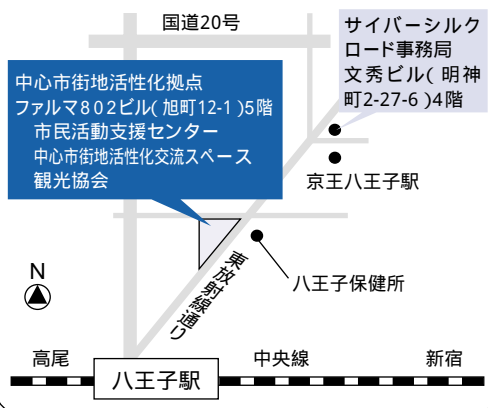 国道20号
サイバーシルク
ロード事務局
文秀ビル(明神
町2-27-6)4階
中心市街地活性化拠点
ファルマ802ビル(旭町12-1)5階
市民活動支援センター
中心市街地活性化交流スペース
観光協会
京王八王子駅
八王子保健所
東放射線通り
N
高尾
八王子駅
中央線
新宿